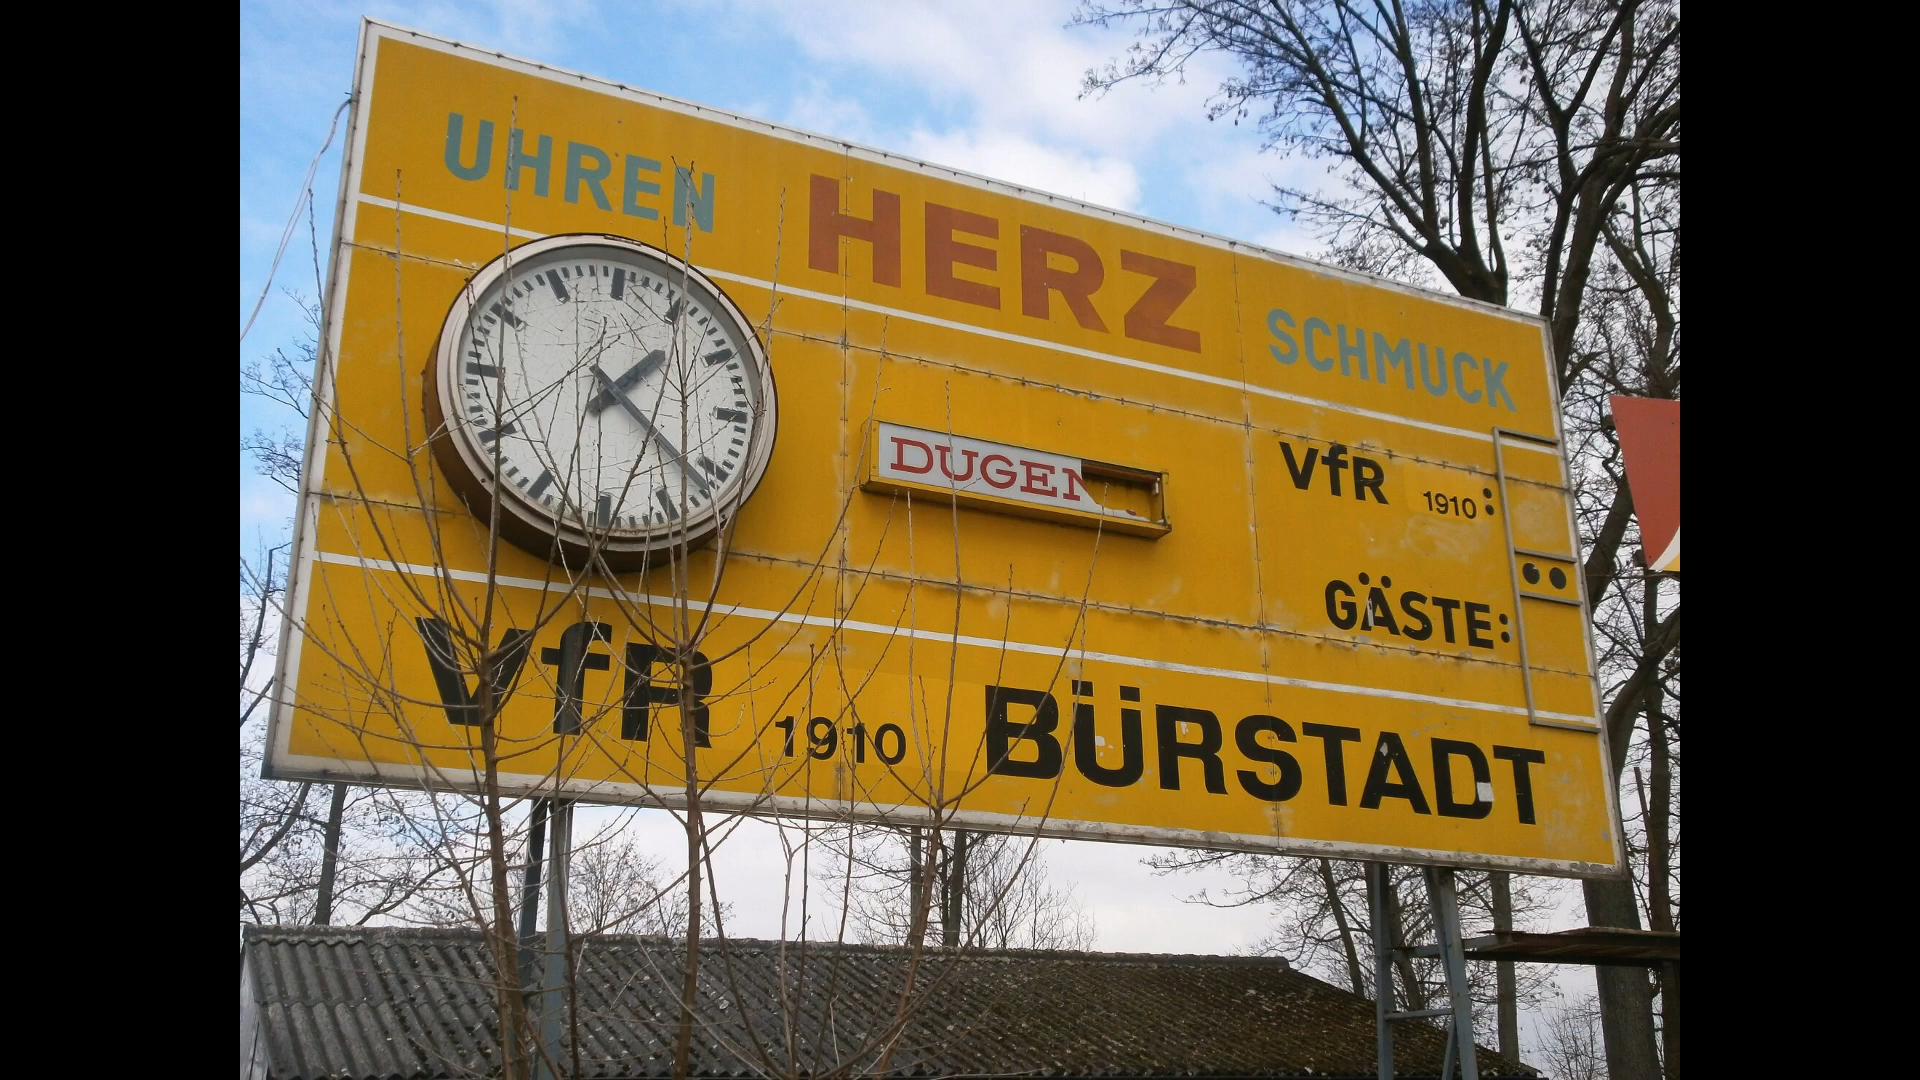 UHREN HERZ SCHMUCK
DUGEN
VfR 1910:
GÄSTE:
VfR 1910 BÜRSTADT